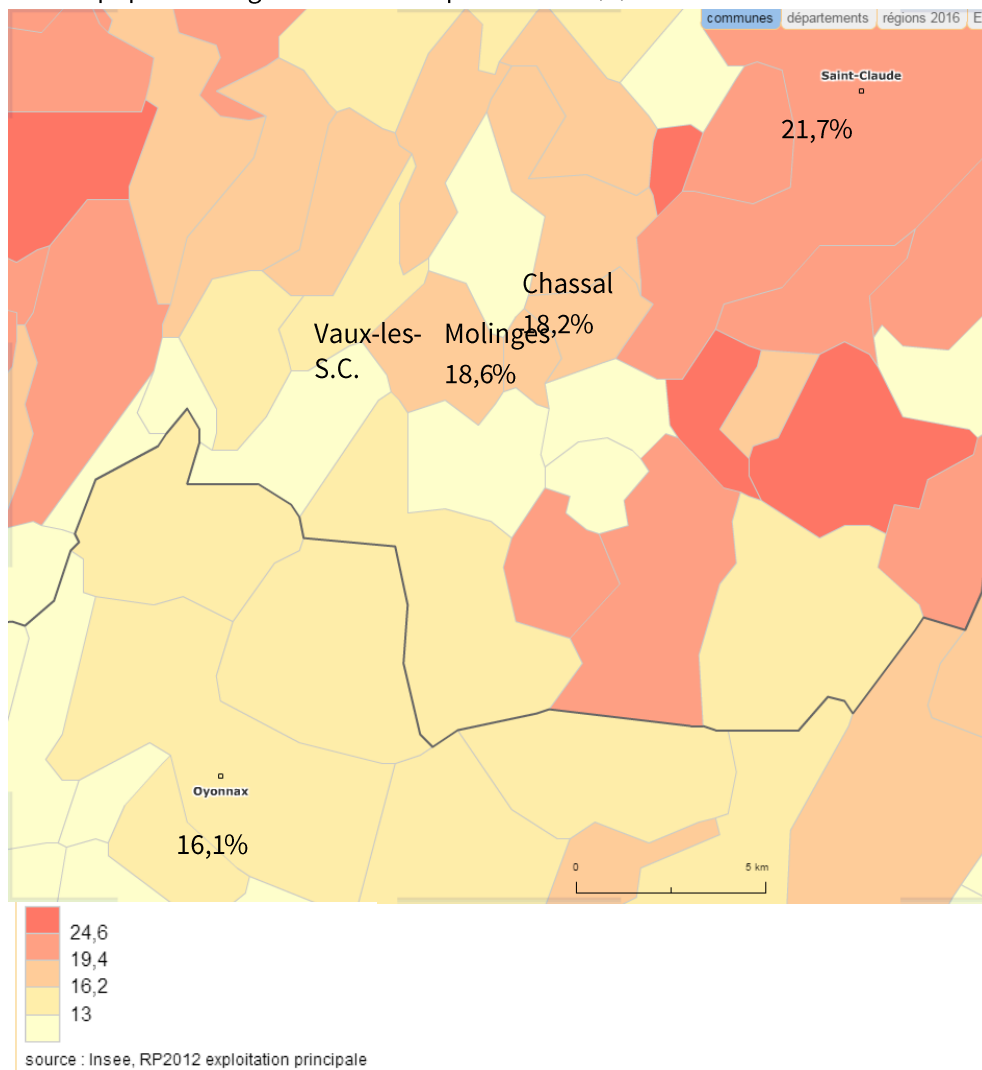 communes départements régions 2016 E
Saint-Claude
21,7%
Chassal
18,2%
Vaux-les-
S.C.
Molinges
18,6%
Oyonnax
16,1%
0 5 km
24,6
19,4
16,2
13
source : Insee, RP2012 exploitation principale